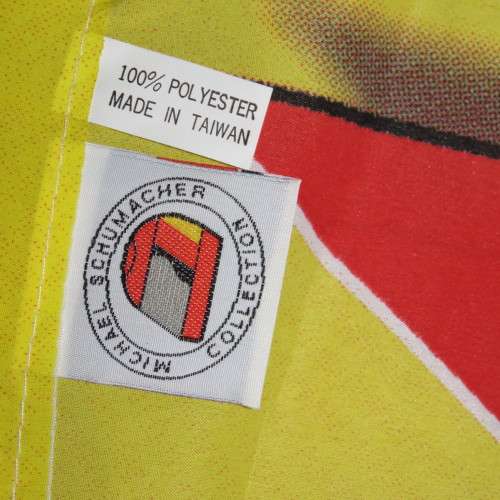 100% POLYESTER
MADE IN TAIWAN
MICHAEL SCHUMACHER
COLLECTION